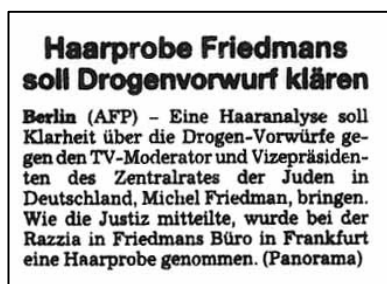 Haarprobe Friedmans
soll Drogenvorwurf klären
Berlin (AFP) – Eine Haaranalyse soll
Klarheit über die Drogen-Vorwürfe ge-
gen den TV-Moderator und Vizepräsiden-
ten des Zentralrates der Juden in
Deutschland, Michel Friedman, bringen.
Wie die Justiz mitteilte, wurde bei der
Razzia in Friedmans Büro in Frankfurt
eine Haarprobe genommen. (Panorama)